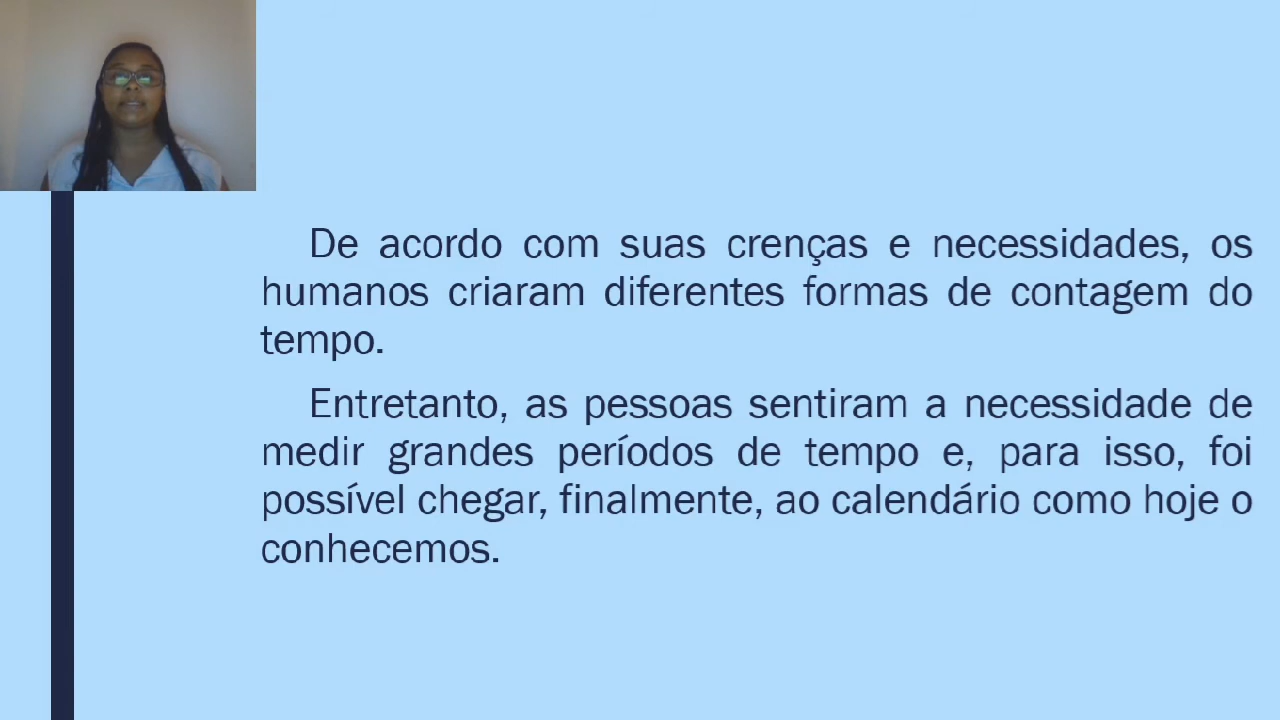 De acordo com suas crenças e necessidades, os
humanos criaram diferentes formas de contagem do
tempo.
Entretanto, as pessoas sentiram a necessidade de
medir grandes períodos de tempo e, para isso, foi
possível chegar, finalmente, ao calendário como hoje o
conhecemos.